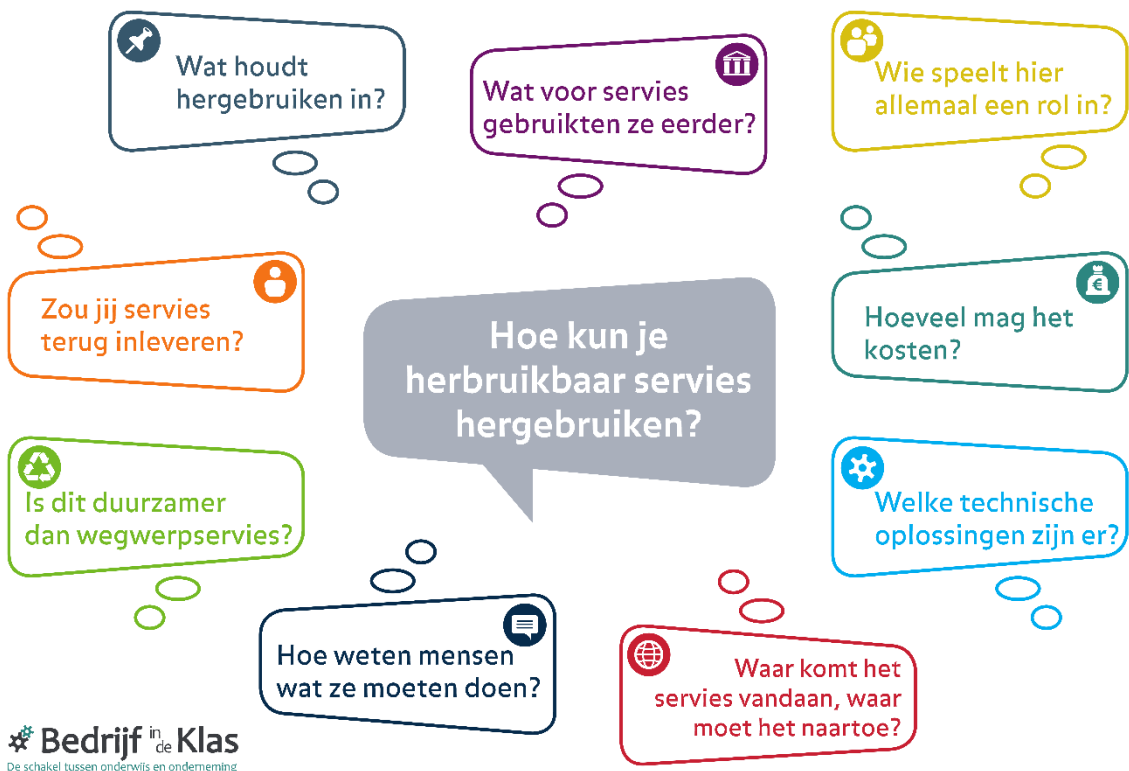 Wat houdt
hergebruiken in?
Wat voor servies
gebruikten ze eerder?
Wie speelt hier
allemaal een rol in?
Zou jij servies
terug inleveren?
Hoe kun je
herbruikbaar servies
hergebruiken?
Hoeveel mag het
kosten?
Is dit duurzamer
dan wegwerpservies?
Welke technische
oplossingen zijn er?
Hoe weten mensen
wat ze moeten doen?
Waar komt het
servies vandaan, waar
moet het naartoe?
Bedrijf in de Klas
De schakel tussen onderwijs en onderneming